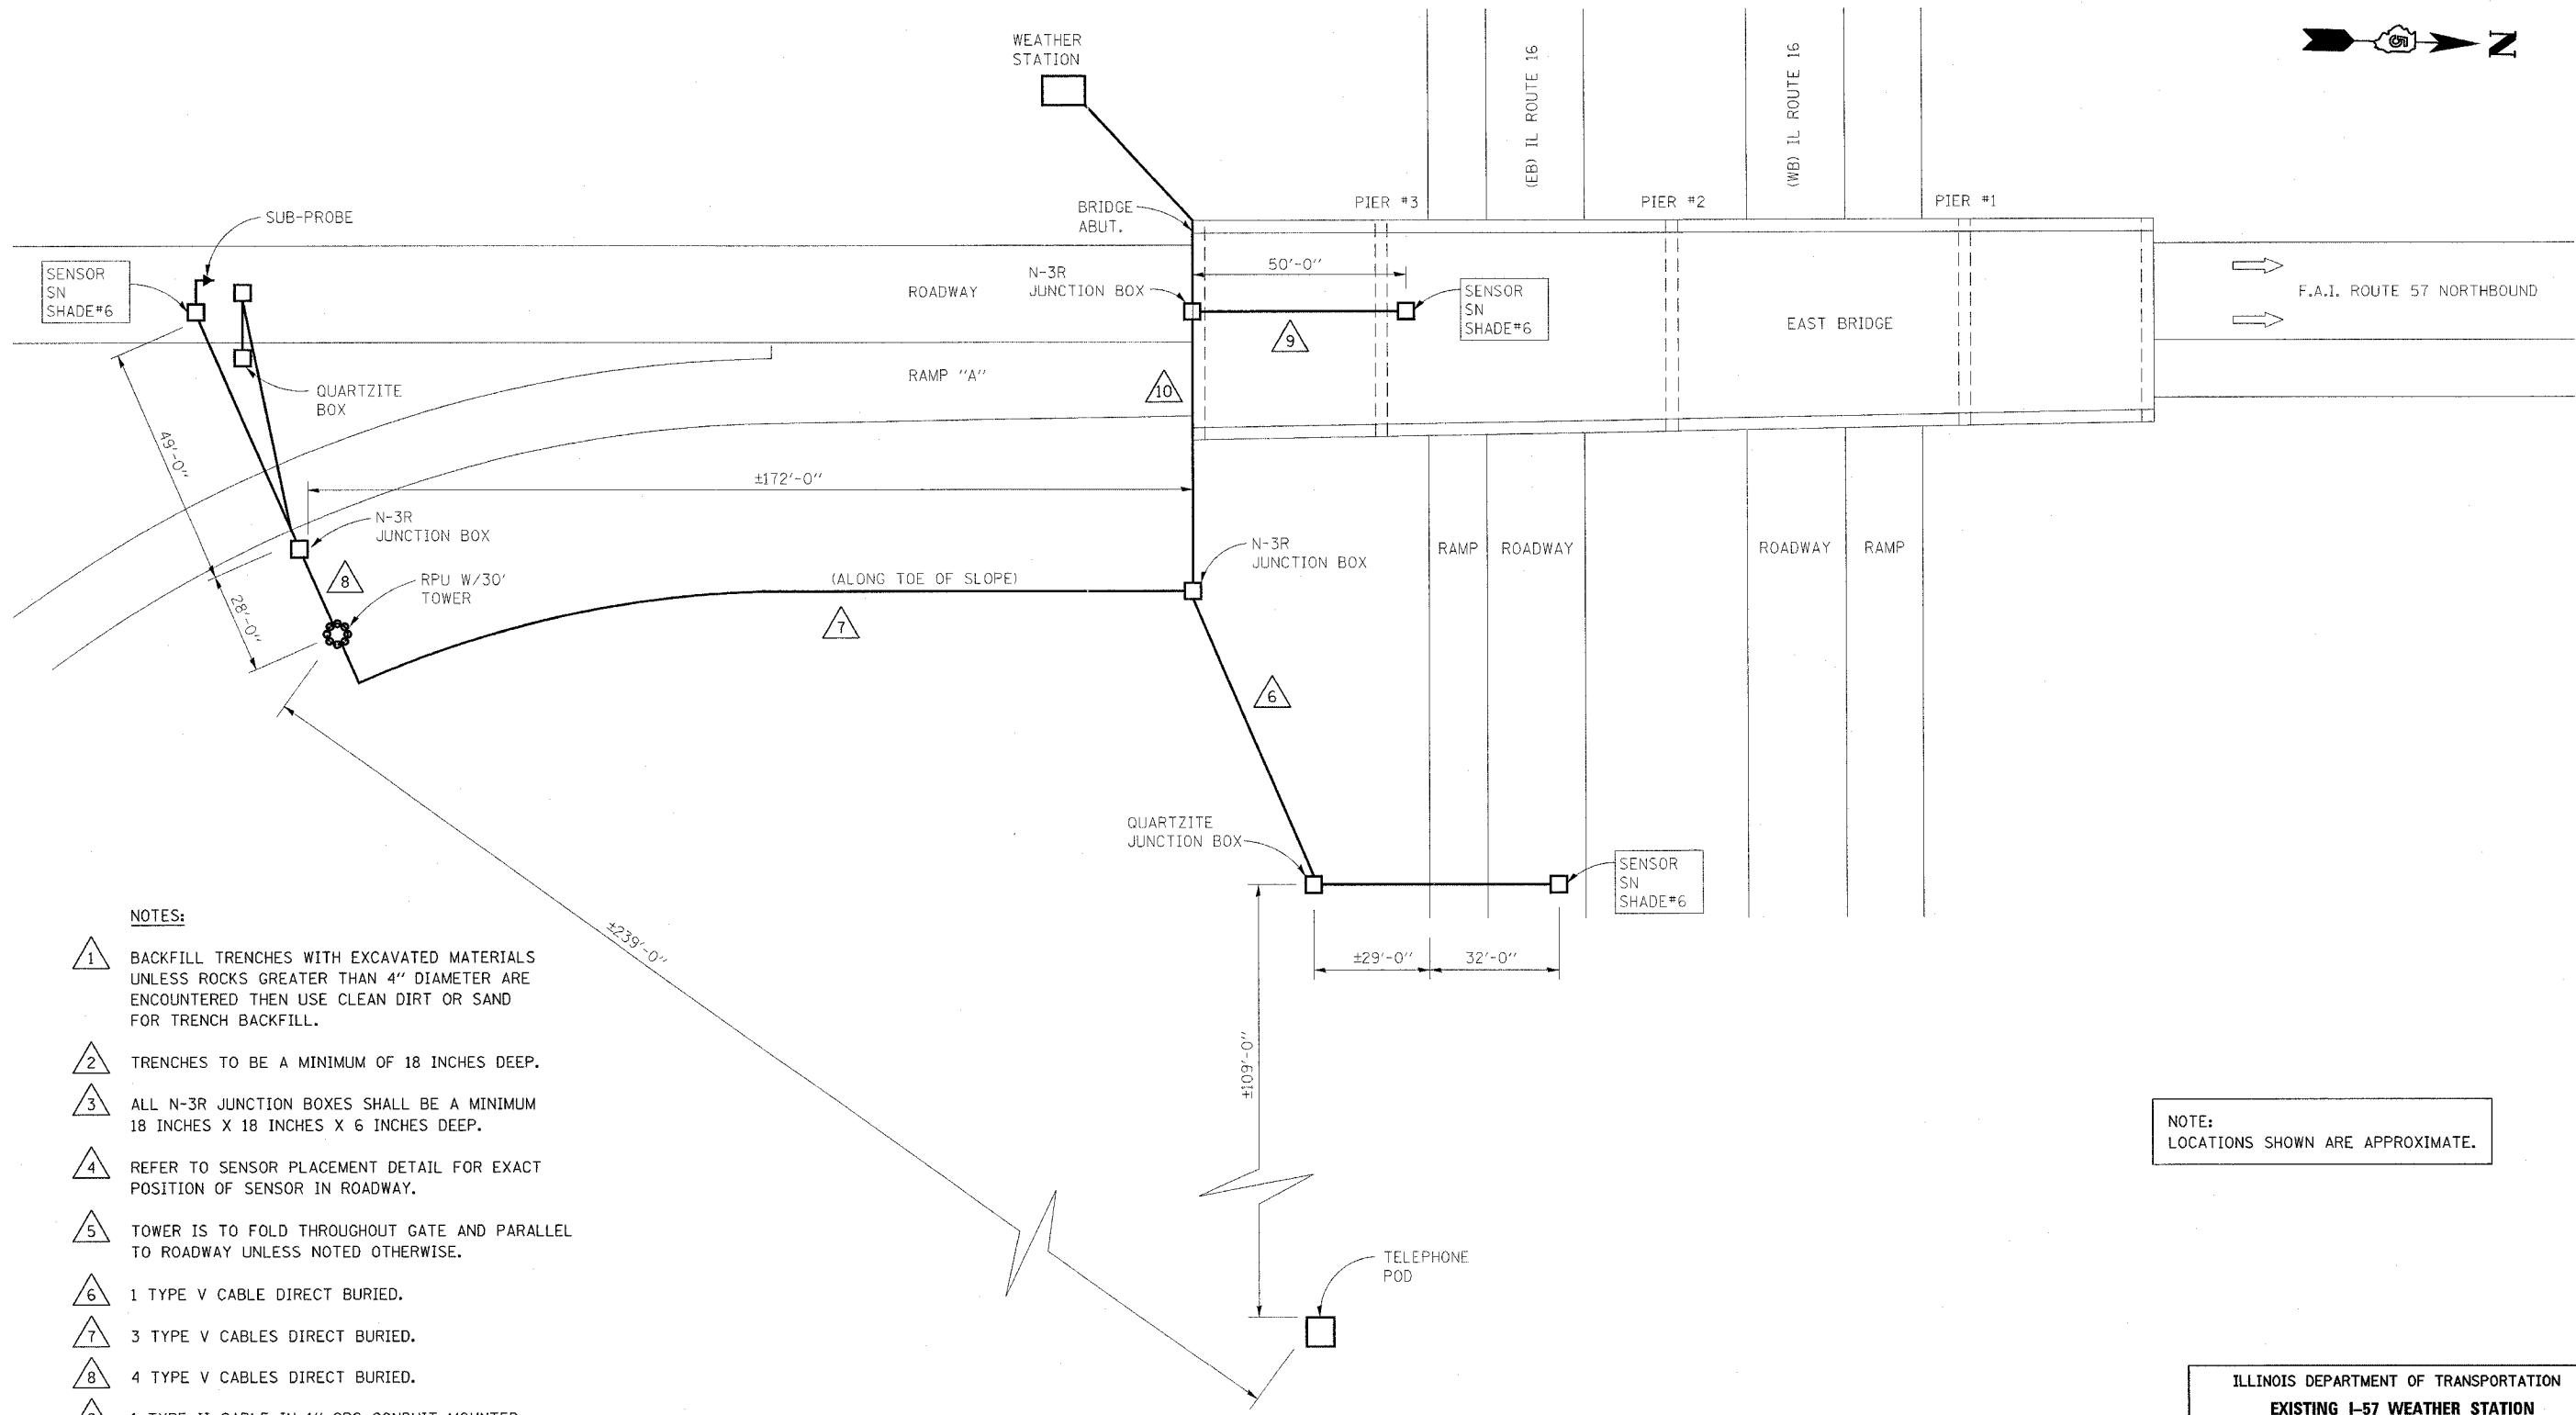 WEATHER
STATION
N
(EB) IL ROUTE 16
(WB) IL ROUTE 16
PIER #3
PIER #2
PIER #1
SUB-PROBE
BRIDGE
ABUT.
SENSOR
SN
SHADE#6
ROADWAY
N-3R
JUNCTION BOX
50'-0"
SENSOR
SN
SHADE#6
EAST BRIDGE
F.A.I. ROUTE 57 NORTHBOUND
9
QUARTZITE
BOX
RAMP "A"
10
49'-0"
±172'-0"
N-3R
JUNCTION BOX
N-3R
JUNCTION BOX
RAMP
ROADWAY
ROADWAY
RAMP
8
RPU W/30'
TOWER
(ALONG TOE OF SLOPE)
28'-0"
7
6
QUARTZITE
JUNCTION BOX
SENSOR
SN
SHADE#6
±239'-0"
±29'-0"
32'-0"
±109'-0"
TELEPHONE
POD
NOTES:
1 BACKFILL TRENCHES WITH EXCAVATED MATERIALS
UNLESS ROCKS GREATER THAN 4" DIAMETER ARE
ENCOUNTERED THEN USE CLEAN DIRT OR SAND
FOR TRENCH BACKFILL.
2 TRENCHES TO BE A MINIMUM OF 18 INCHES DEEP.
3 ALL N-3R JUNCTION BOXES SHALL BE A MINIMUM
18 INCHES X 18 INCHES X 6 INCHES DEEP.
4 REFER TO SENSOR PLACEMENT DETAIL FOR EXACT
POSITION OF SENSOR IN ROADWAY.
5 TOWER IS TO FOLD THROUGHOUT GATE AND PARALLEL
TO ROADWAY UNLESS NOTED OTHERWISE.
6 1 TYPE V CABLE DIRECT BURIED.
7 3 TYPE V CABLES DIRECT BURIED.
8 4 TYPE V CABLES DIRECT BURIED.
NOTE:
LOCATIONS SHOWN ARE APPROXIMATE.
ILLINOIS DEPARTMENT OF TRANSPORTATION
EXISTING I-57 WEATHER STATION